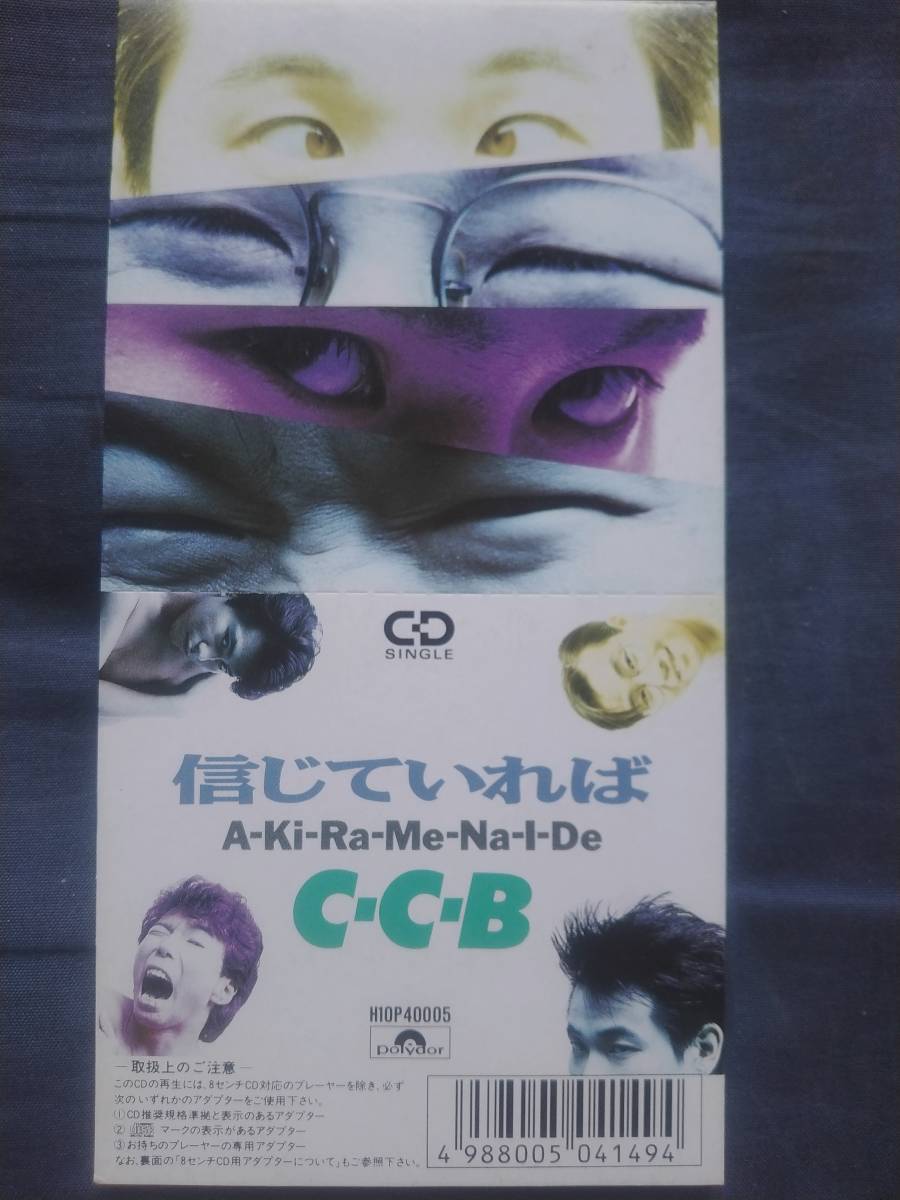 CD
SINGLE
信じていれば
A-Ki-Ra-Me-Na-I-De
C-C-B
H10P40005
polydor
―取扱上のご注意―
このCDの再生には、8センチCD対応のプレーヤーを除き、必ず
次のいずれかのアダプターをご使用下さい。
①CD推奨規格準拠と表示のあるアダプター
② マークの表示があるアダプター
③お持ちのプレーヤーの専用アダプター
なお、裏面の「8センチCD用アダプターについて」もご参照下さい。
4 988005 041494